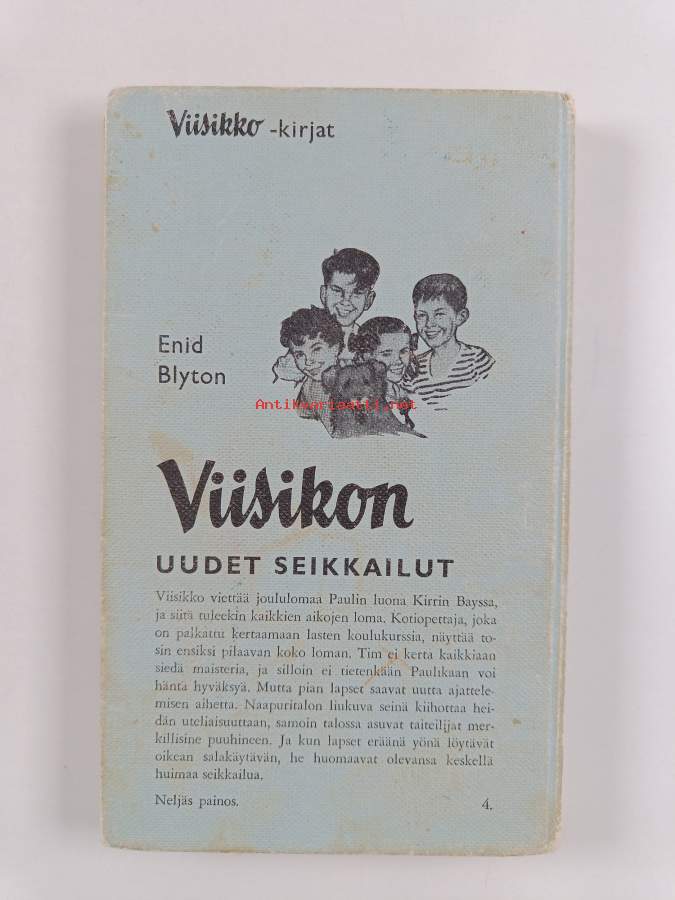 Viisikko -kirjat
Enid
Blyton
Antikvariaatti.net
Viisikon
UUDET SEIKKAILUT
Viisikko viettää joululomaa Paulin luona Kirrin Bayssa,
ja siitä tuleekin kaikkien aikojen loma. Kotiopettaja, joka
on palkattu kertaamaan lasten koulukurssia, näyttää to-
sin ensiksi pilaavan koko loman. Tim ei kerta kaikkiaan
siedä maisteria, ja silloin ei tietenkään Paulikaan voi
häntä hyväksyä. Mutta pian lapset saavat uutta ajattele-
misen aihetta. Naapuritalon liukuva seinä kiihottaa hei-
dän uteliaisuuttaan, samoin talossa asuvat taiteilijat mer-
killisine puuhineen. Ja kun lapset eräänä yönä löytävät
oikean salakäytävän, he huomaavat olevansa keskellä
huimaa seikkailua.
Neljäs painos. 4.